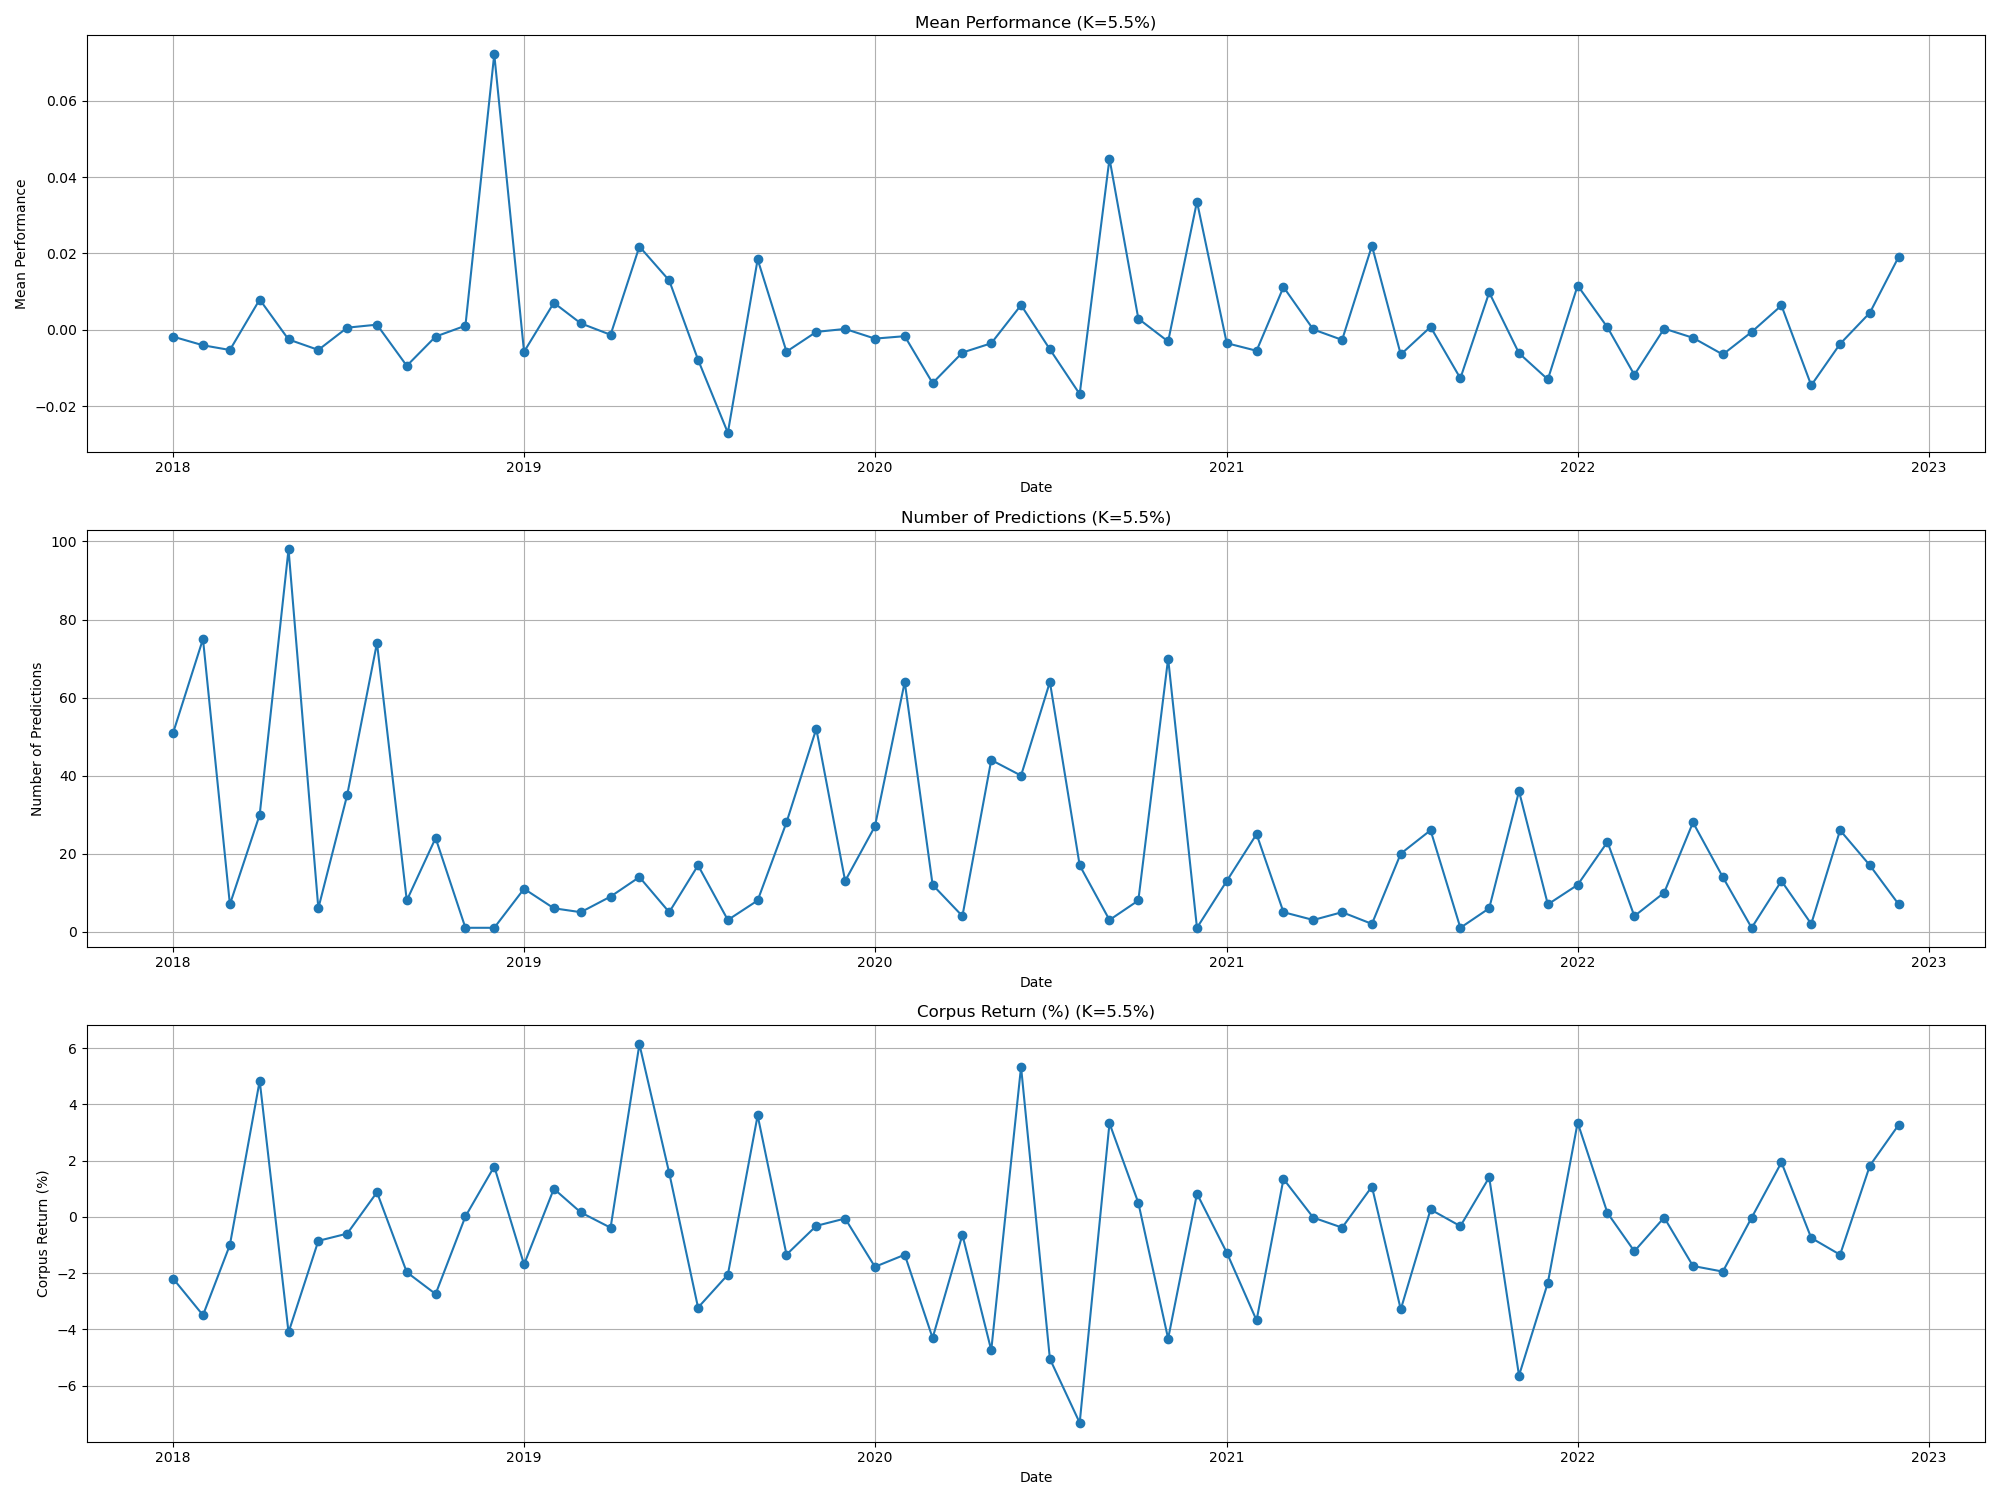 Mean Performance (K=5.5%)
Mean Performance
0.06
0.04
0.02
0.00
−0.02
2018 2019 2020 2021 2022 2023
Date
Number of Predictions (K=5.5%)
Number of Predictions
100
80
60
40
20
0
2018 2019 2020 2021 2022 2023
Date
Corpus Return (%) (K=5.5%)
Corpus Return (%)
6
4
2
0
−2
−4
−6
2018 2019 2020 2021 2022 2023
Date